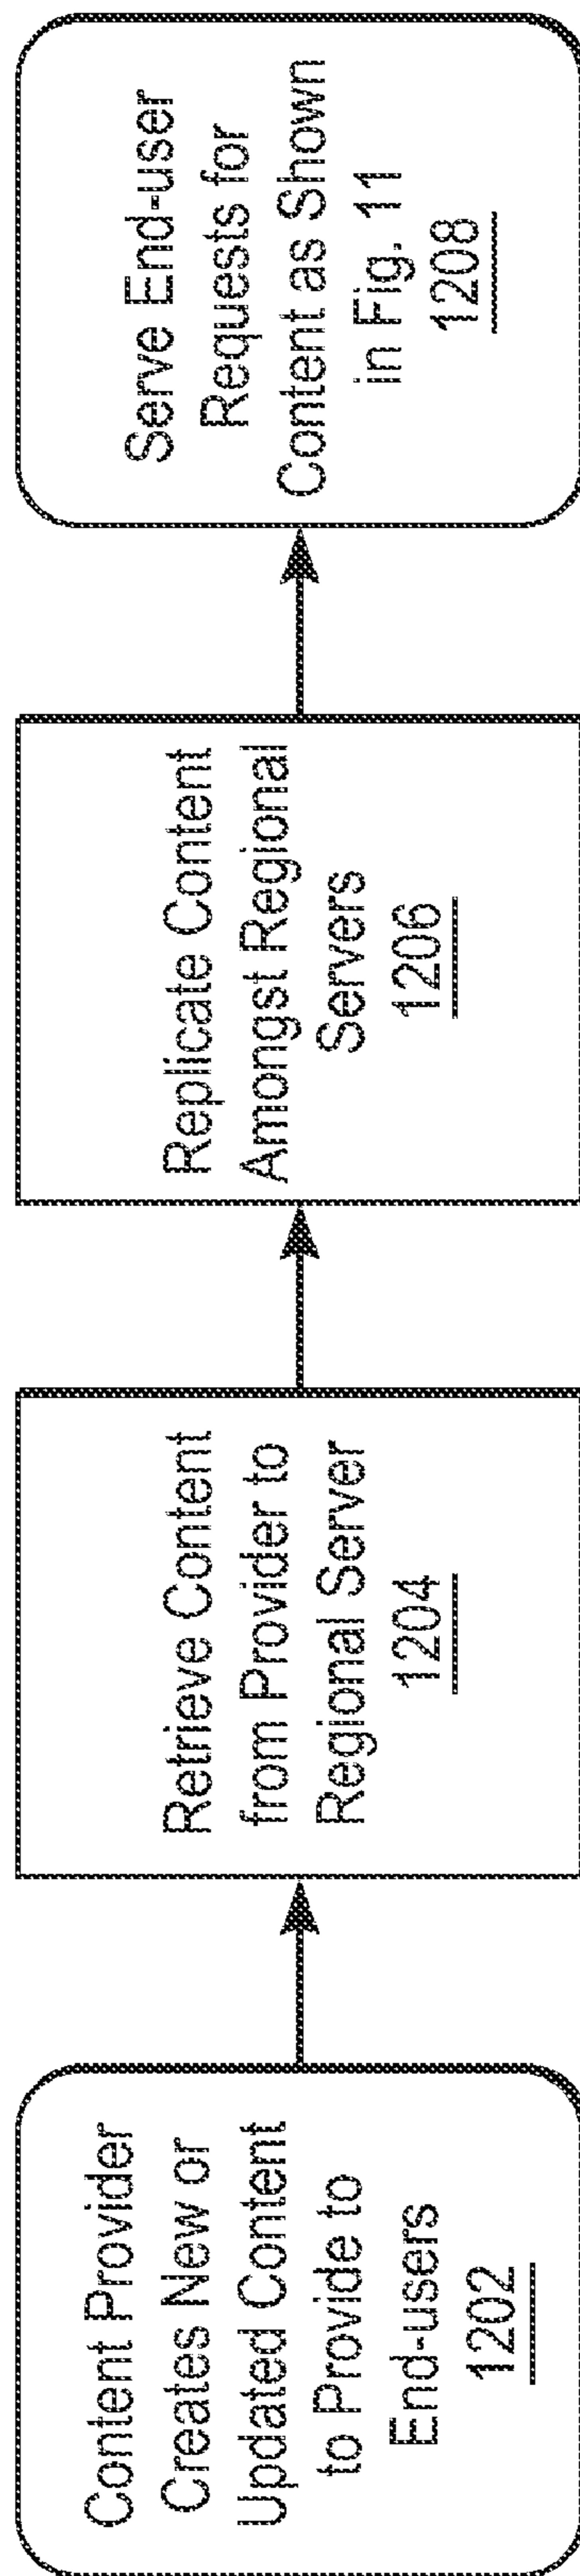 Content Provider
Creates New or
Updated Content
to Provide to
End-users
1202
Retrieve Content
from Provider to
Regional Server
1204
Replicate Content
Amongst Regional
Servers
1206
Serve End-user
Requests for
Content as Shown
in Fig. 11
1208